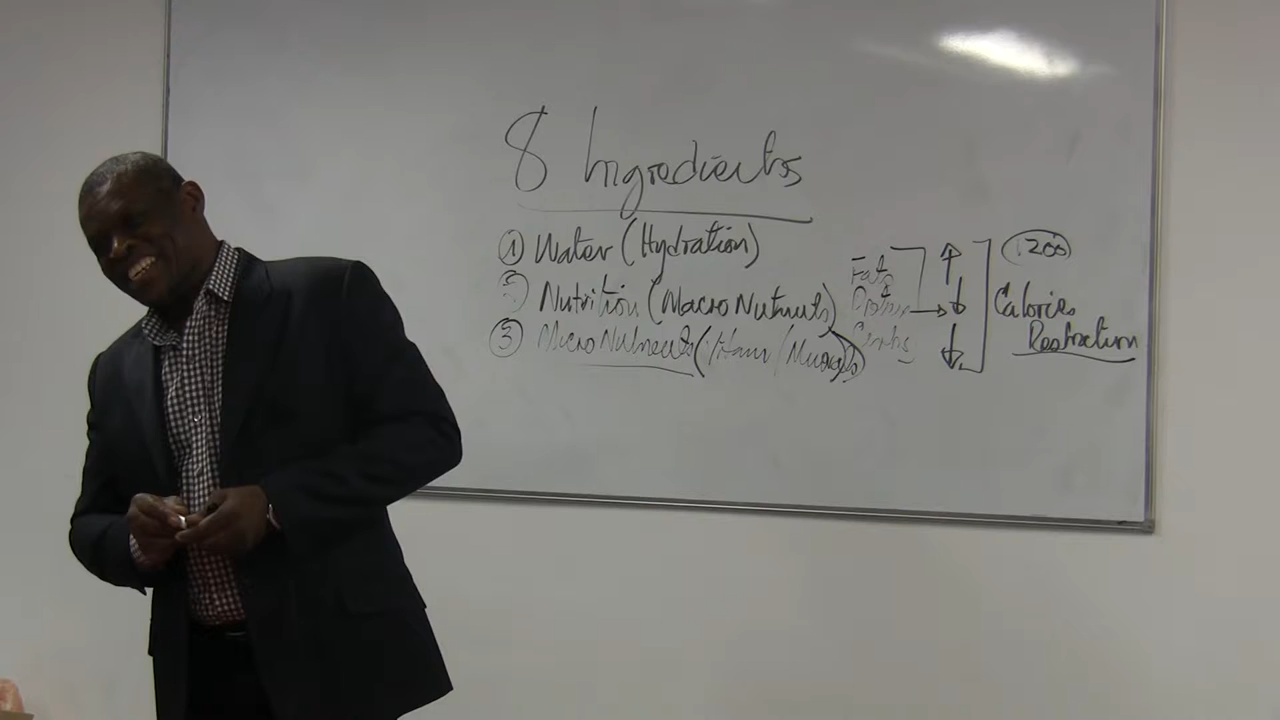 8 Ingredients
① Water (Hydration)
② Nutrition (Macro Nutrients)
③ Micro Nutrients (Vitam / Minerals)
Fats ↑
Protein → ↓
Carbs ↓
1200
Calories
Restriction